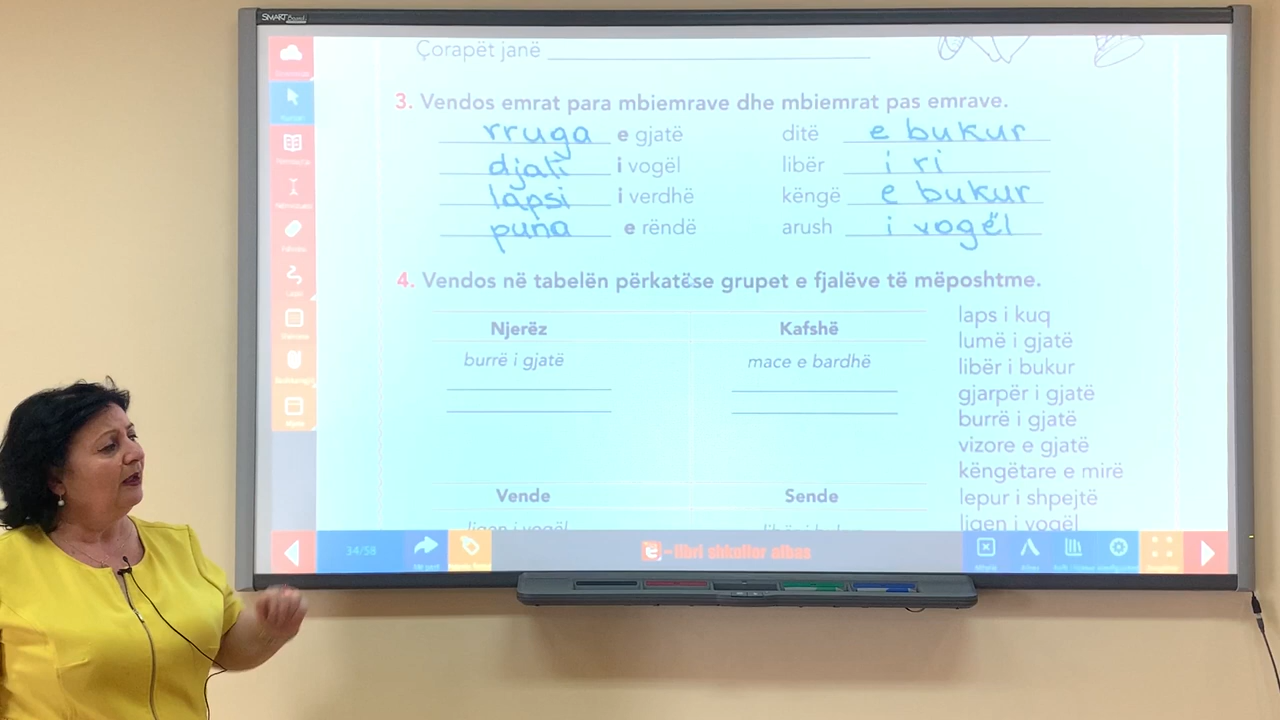 SMART Board
Çorapët janë
3. Vendos emrat para mbiemrave dhe mbiemrat pas emrave.
rruga e gjatë ditë e bukur
djali i vogël libër i ri
lapsi i verdhë këngë e bukur
puna e rëndë arush i vogël
4. Vendos në tabelën përkatëse grupet e fjalëve të mëposhtme.
Njerëz Kafshë
burrë i gjatë mace e bardhë
Vende Sende
liqen i vogël
laps i kuq
lumë i gjatë
libër i bukur
gjarpër i gjatë
burrë i gjatë
vizore e gjatë
këngëtare e mirë
lepur i shpejtë
liqen i vogël
34/58
e-libri shkollor albas